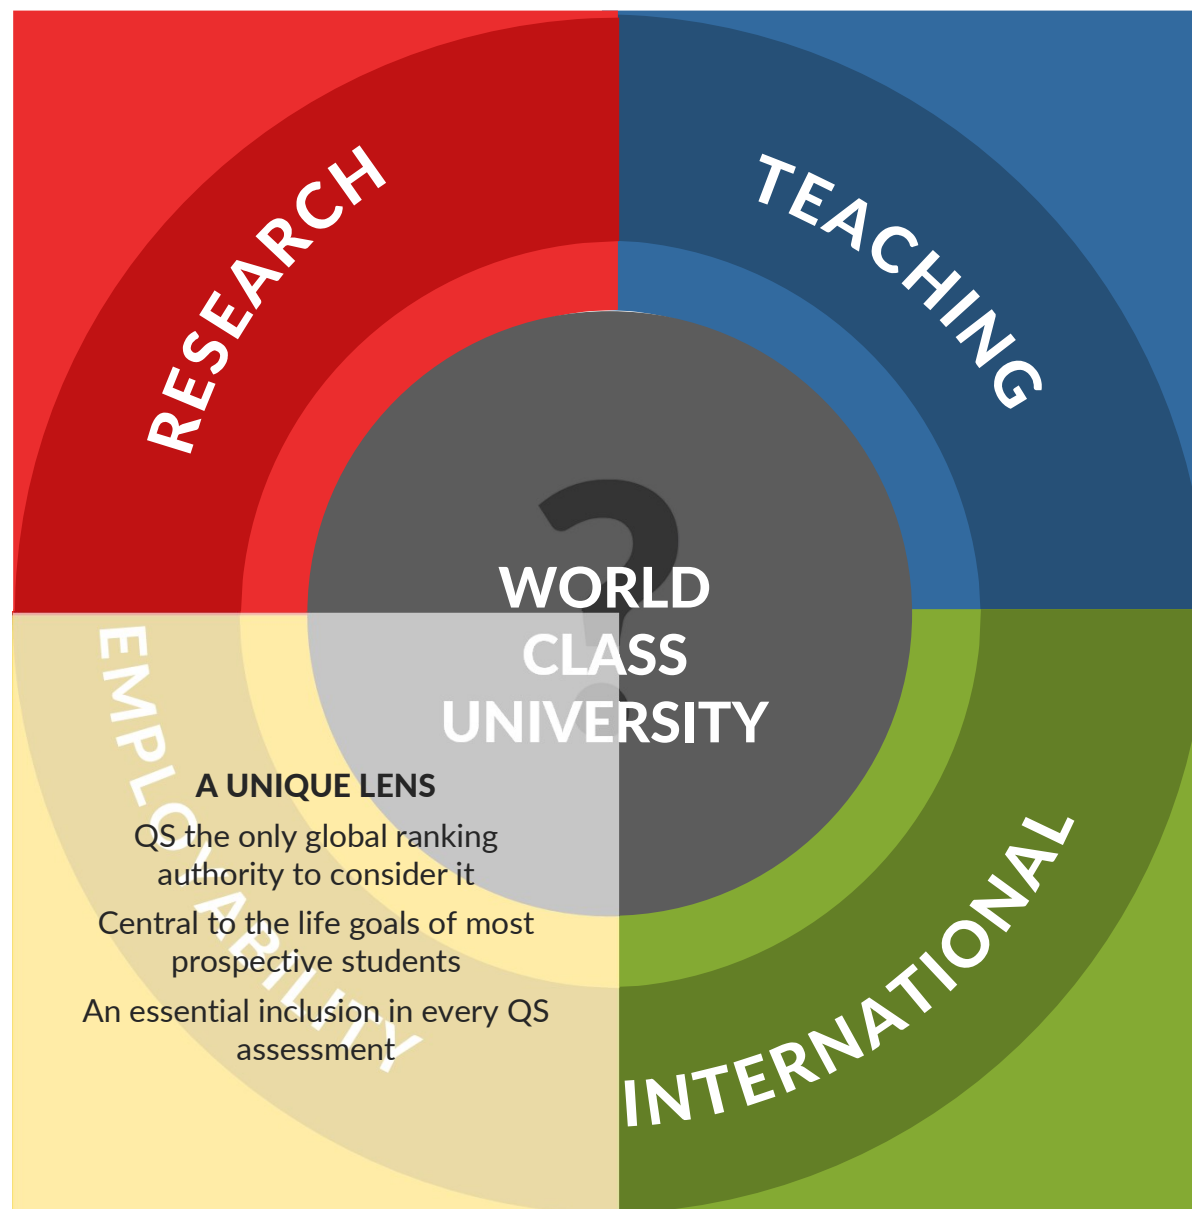 RESEARCH
TEACHING
?
WORLD
CLASS
UNIVERSITY
EMPLOYABILITY
A UNIQUE LENS
QS the only global ranking
authority to consider it
Central to the life goals of most
prospective students
An essential inclusion in every QS
assessment
INTERNATIONAL